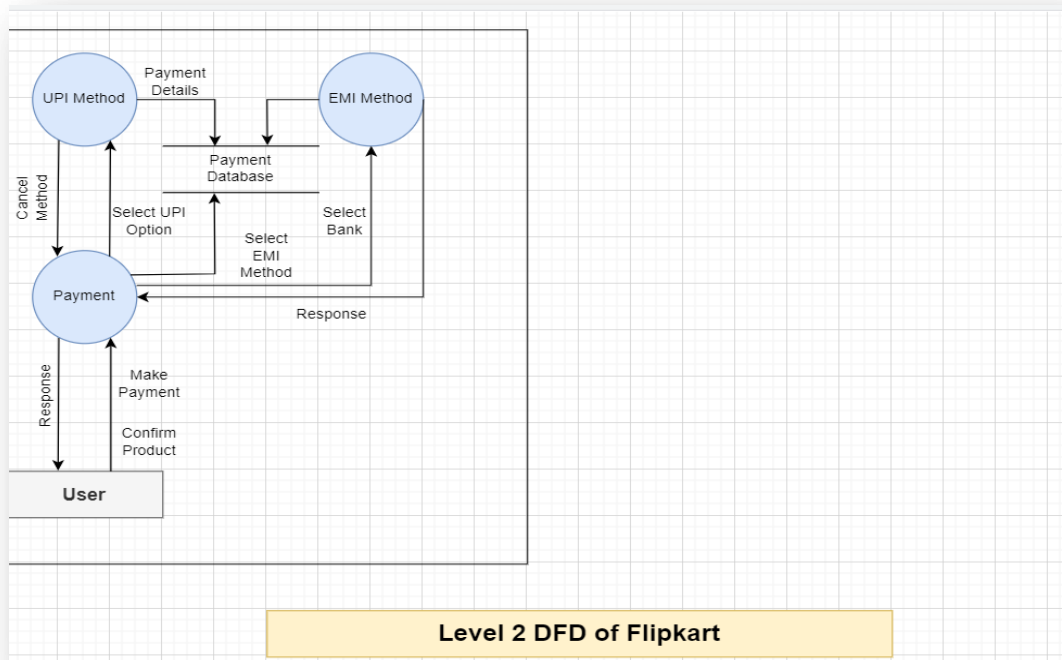 Payment
Details
UPI Method
EMI Method
Payment
Database
Cancel
Method
Select UPI
Option
Select
Bank
Select
EMI
Method
Payment
Response
Response
Make
Payment
Confirm
Product
User
Level 2 DFD of Flipkart